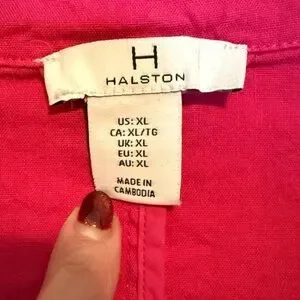 H
HALSTON
US: XL
CA: XL/TG
UK: XL
EU: XL
AU: XL
MADE IN
CAMBODIA